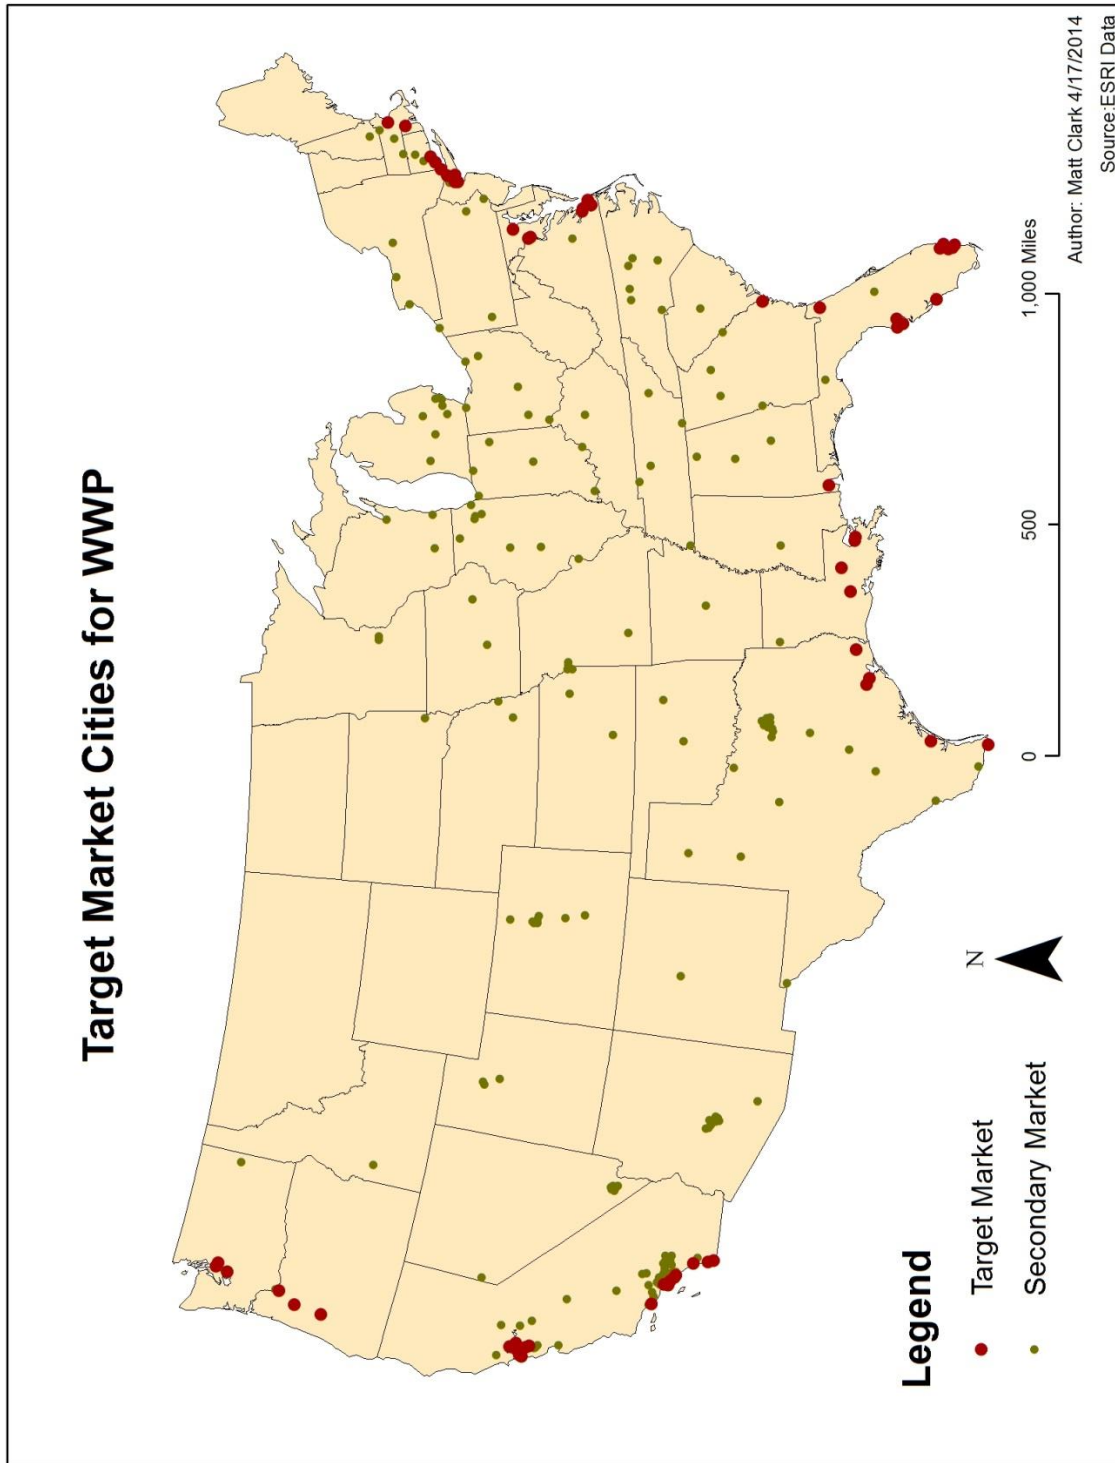 Target Market Cities for WWP
Legend
Target Market
Secondary Market
N
0 500 1,000 Miles
Author: Matt Clark 4/17/2014
Source:ESRI Data